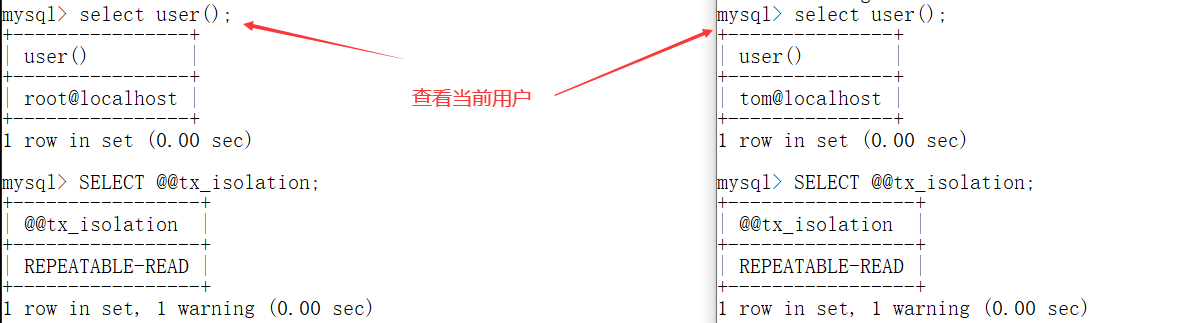 mysql> select user();
+----------------+
| user()         |
+----------------+
| root@localhost |
+----------------+
1 row in set (0.00 sec)
mysql> SELECT @@tx_isolation;
+-----------------+
| @@tx_isolation  |
+-----------------+
| REPEATABLE-READ |
+-----------------+
1 row in set, 1 warning (0.00 sec)
查看当前用户
mysql> select user();
+---------------+
| user()        |
+---------------+
| tom@localhost |
+---------------+
1 row in set (0.00 sec)
mysql> SELECT @@tx_isolation;
+-----------------+
| @@tx_isolation  |
+-----------------+
| REPEATABLE-READ |
+-----------------+
1 row in set, 1 warning (0.00 sec)